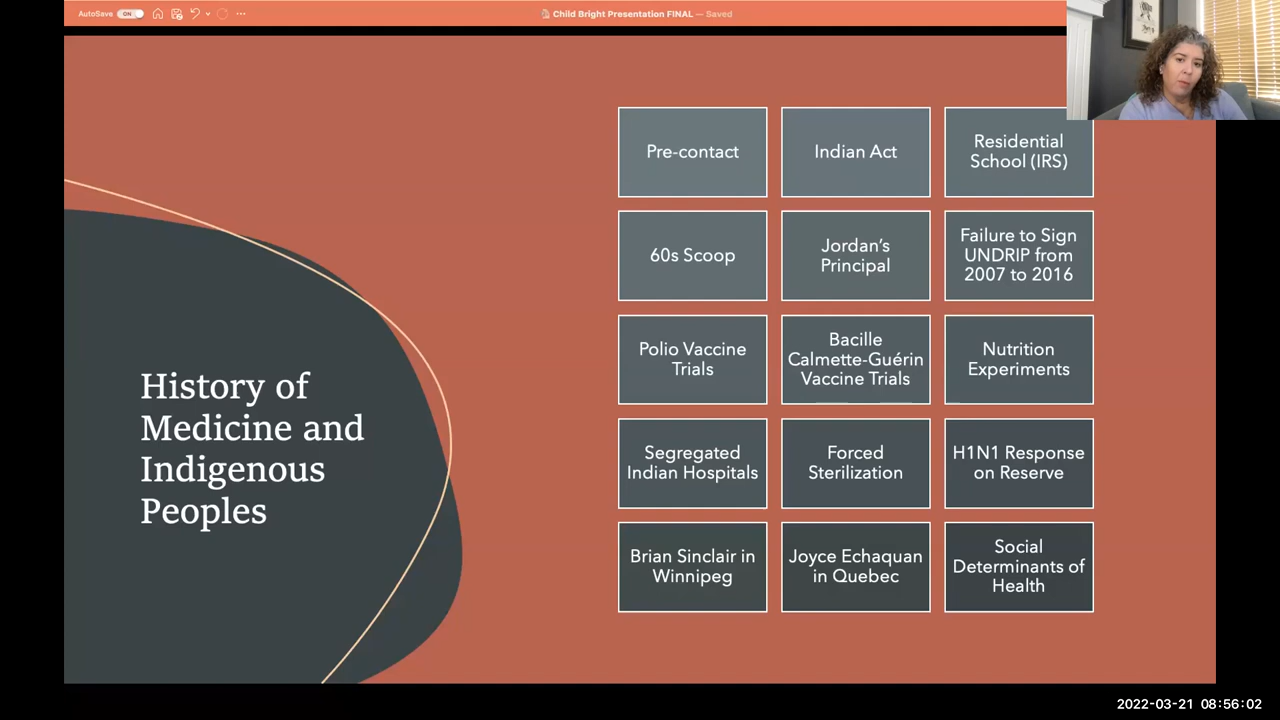 AutoSave ON
Child Bright Presentation FINAL — Saved
History of
Medicine and
Indigenous
Peoples
Pre-contact
Indian Act
Residential
School (IRS)
60s Scoop
Jordan's
Principal
Failure to Sign
UNDRIP from
2007 to 2016
Polio Vaccine
Trials
Bacille
Calmette-Guérin
Vaccine Trials
Nutrition
Experiments
Segregated
Indian Hospitals
Forced
Sterilization
H1N1 Response
on Reserve
Brian Sinclair in
Winnipeg
Joyce Echaquan
in Quebec
Social
Determinants of
Health
2022-03-21 08:56:02